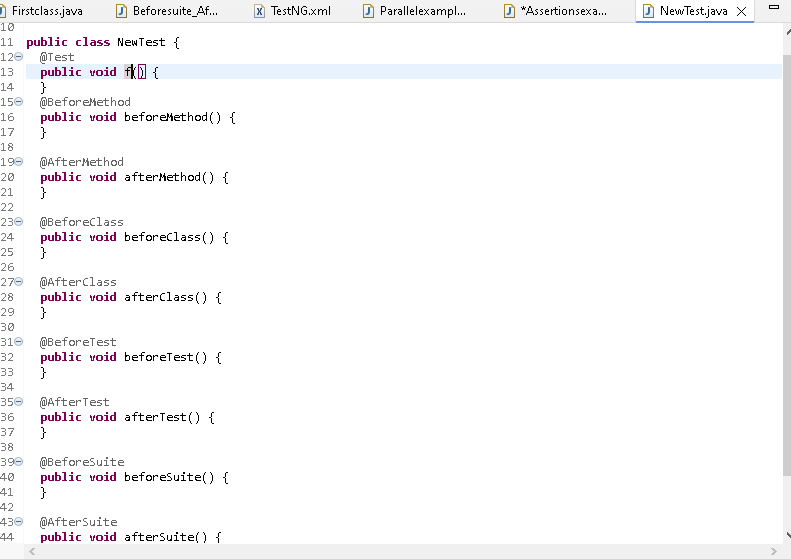 Firstclass.java Beforesuite_Af... TestNG.xml Parallelexampl... *Assertionsexa... NewTest.java
10
11 public class NewTest {
12 @Test
13 public void f() {
14 }
15 @BeforeMethod
16 public void beforeMethod() {
17 }
18
19 @AfterMethod
20 public void afterMethod() {
21 }
22
23 @BeforeClass
24 public void beforeClass() {
25 }
26
27 @AfterClass
28 public void afterClass() {
29 }
30
31 @BeforeTest
32 public void beforeTest() {
33 }
34
35 @AfterTest
36 public void afterTest() {
37 }
38
39 @BeforeSuite
40 public void beforeSuite() {
41 }
42
43 @AfterSuite
44 public void afterSuite() {